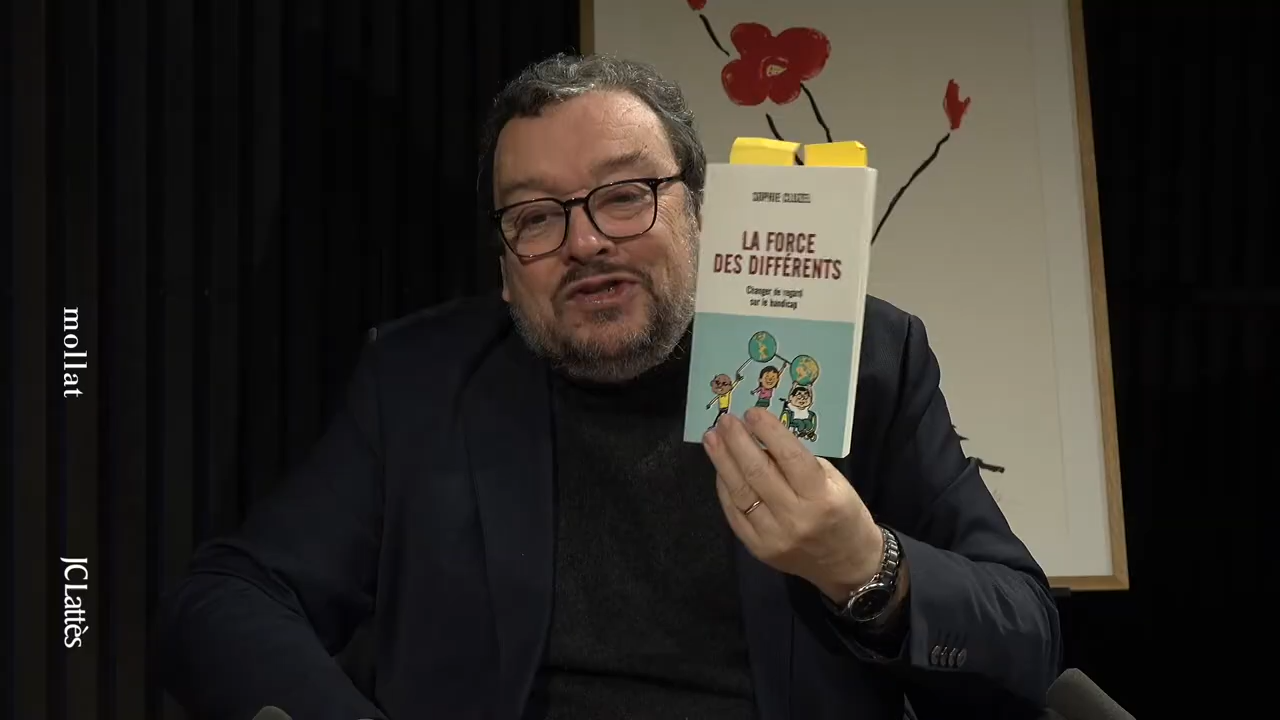 mollat
JCLattès
SOPHIE CLUZEL
LA FORCE
DES DIFFÉRENTS
Changer de regard
sur le handicap